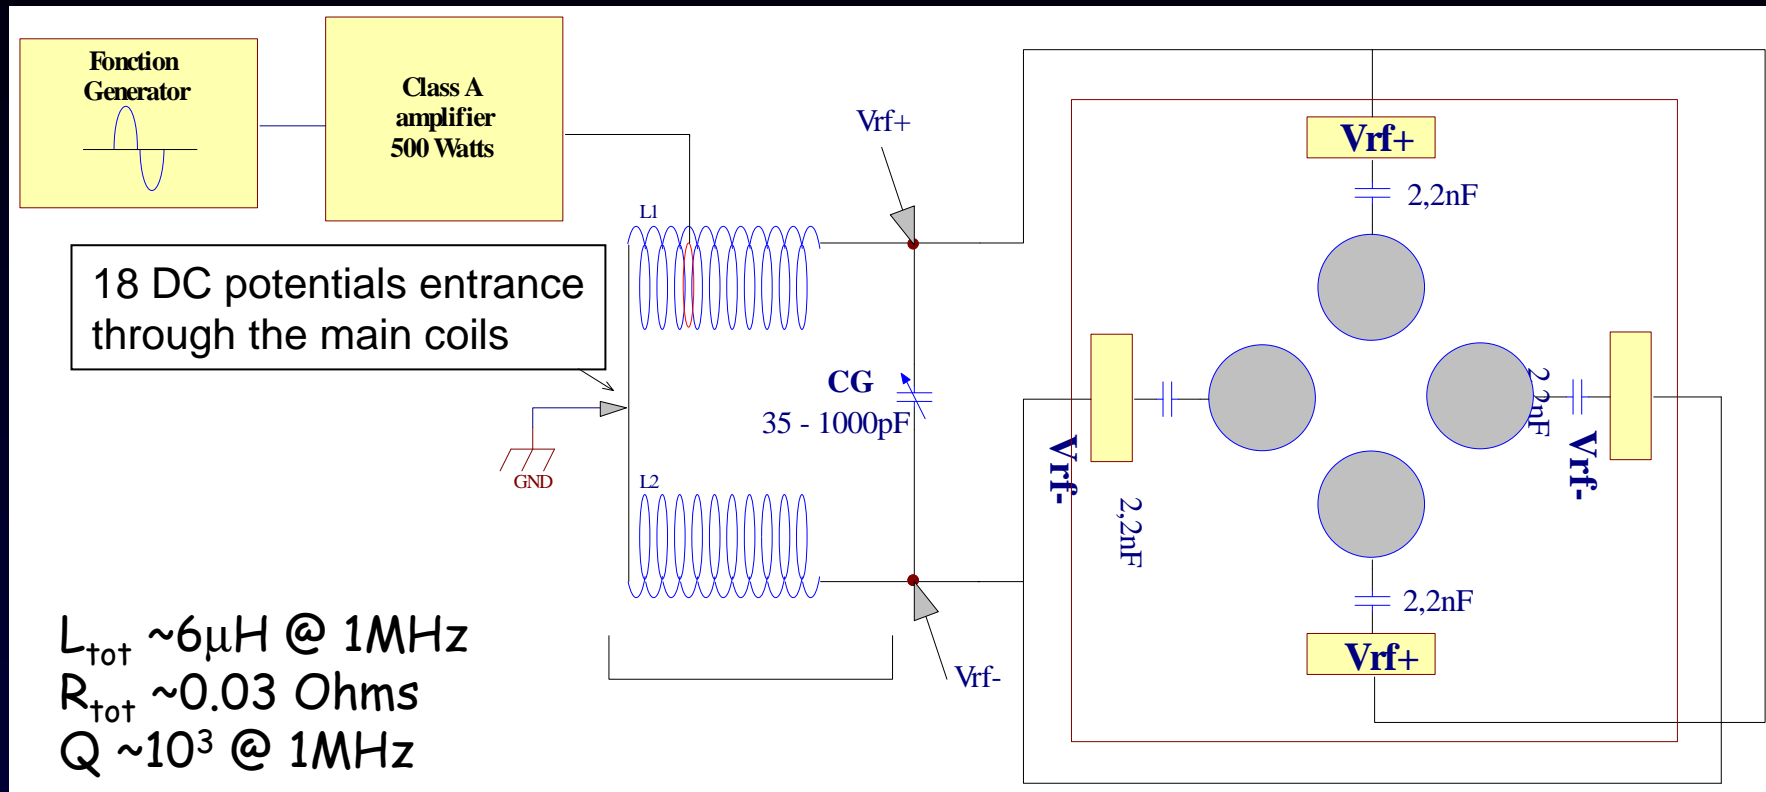 Fonction
Generator
Class A
amplifier
500 Watts
Vrf+
Vrf+
2,2nF
L1
18 DC potentials entrance
through the main coils
CG
35 - 1000pF
2,2nF
Vrf-
Vrf-
GND
L2
2,2nF
2,2nF
Vrf+
Vrf-
Ltot ~6μH @ 1MHz
Rtot ~0.03 Ohms
Q ~10³ @ 1MHz